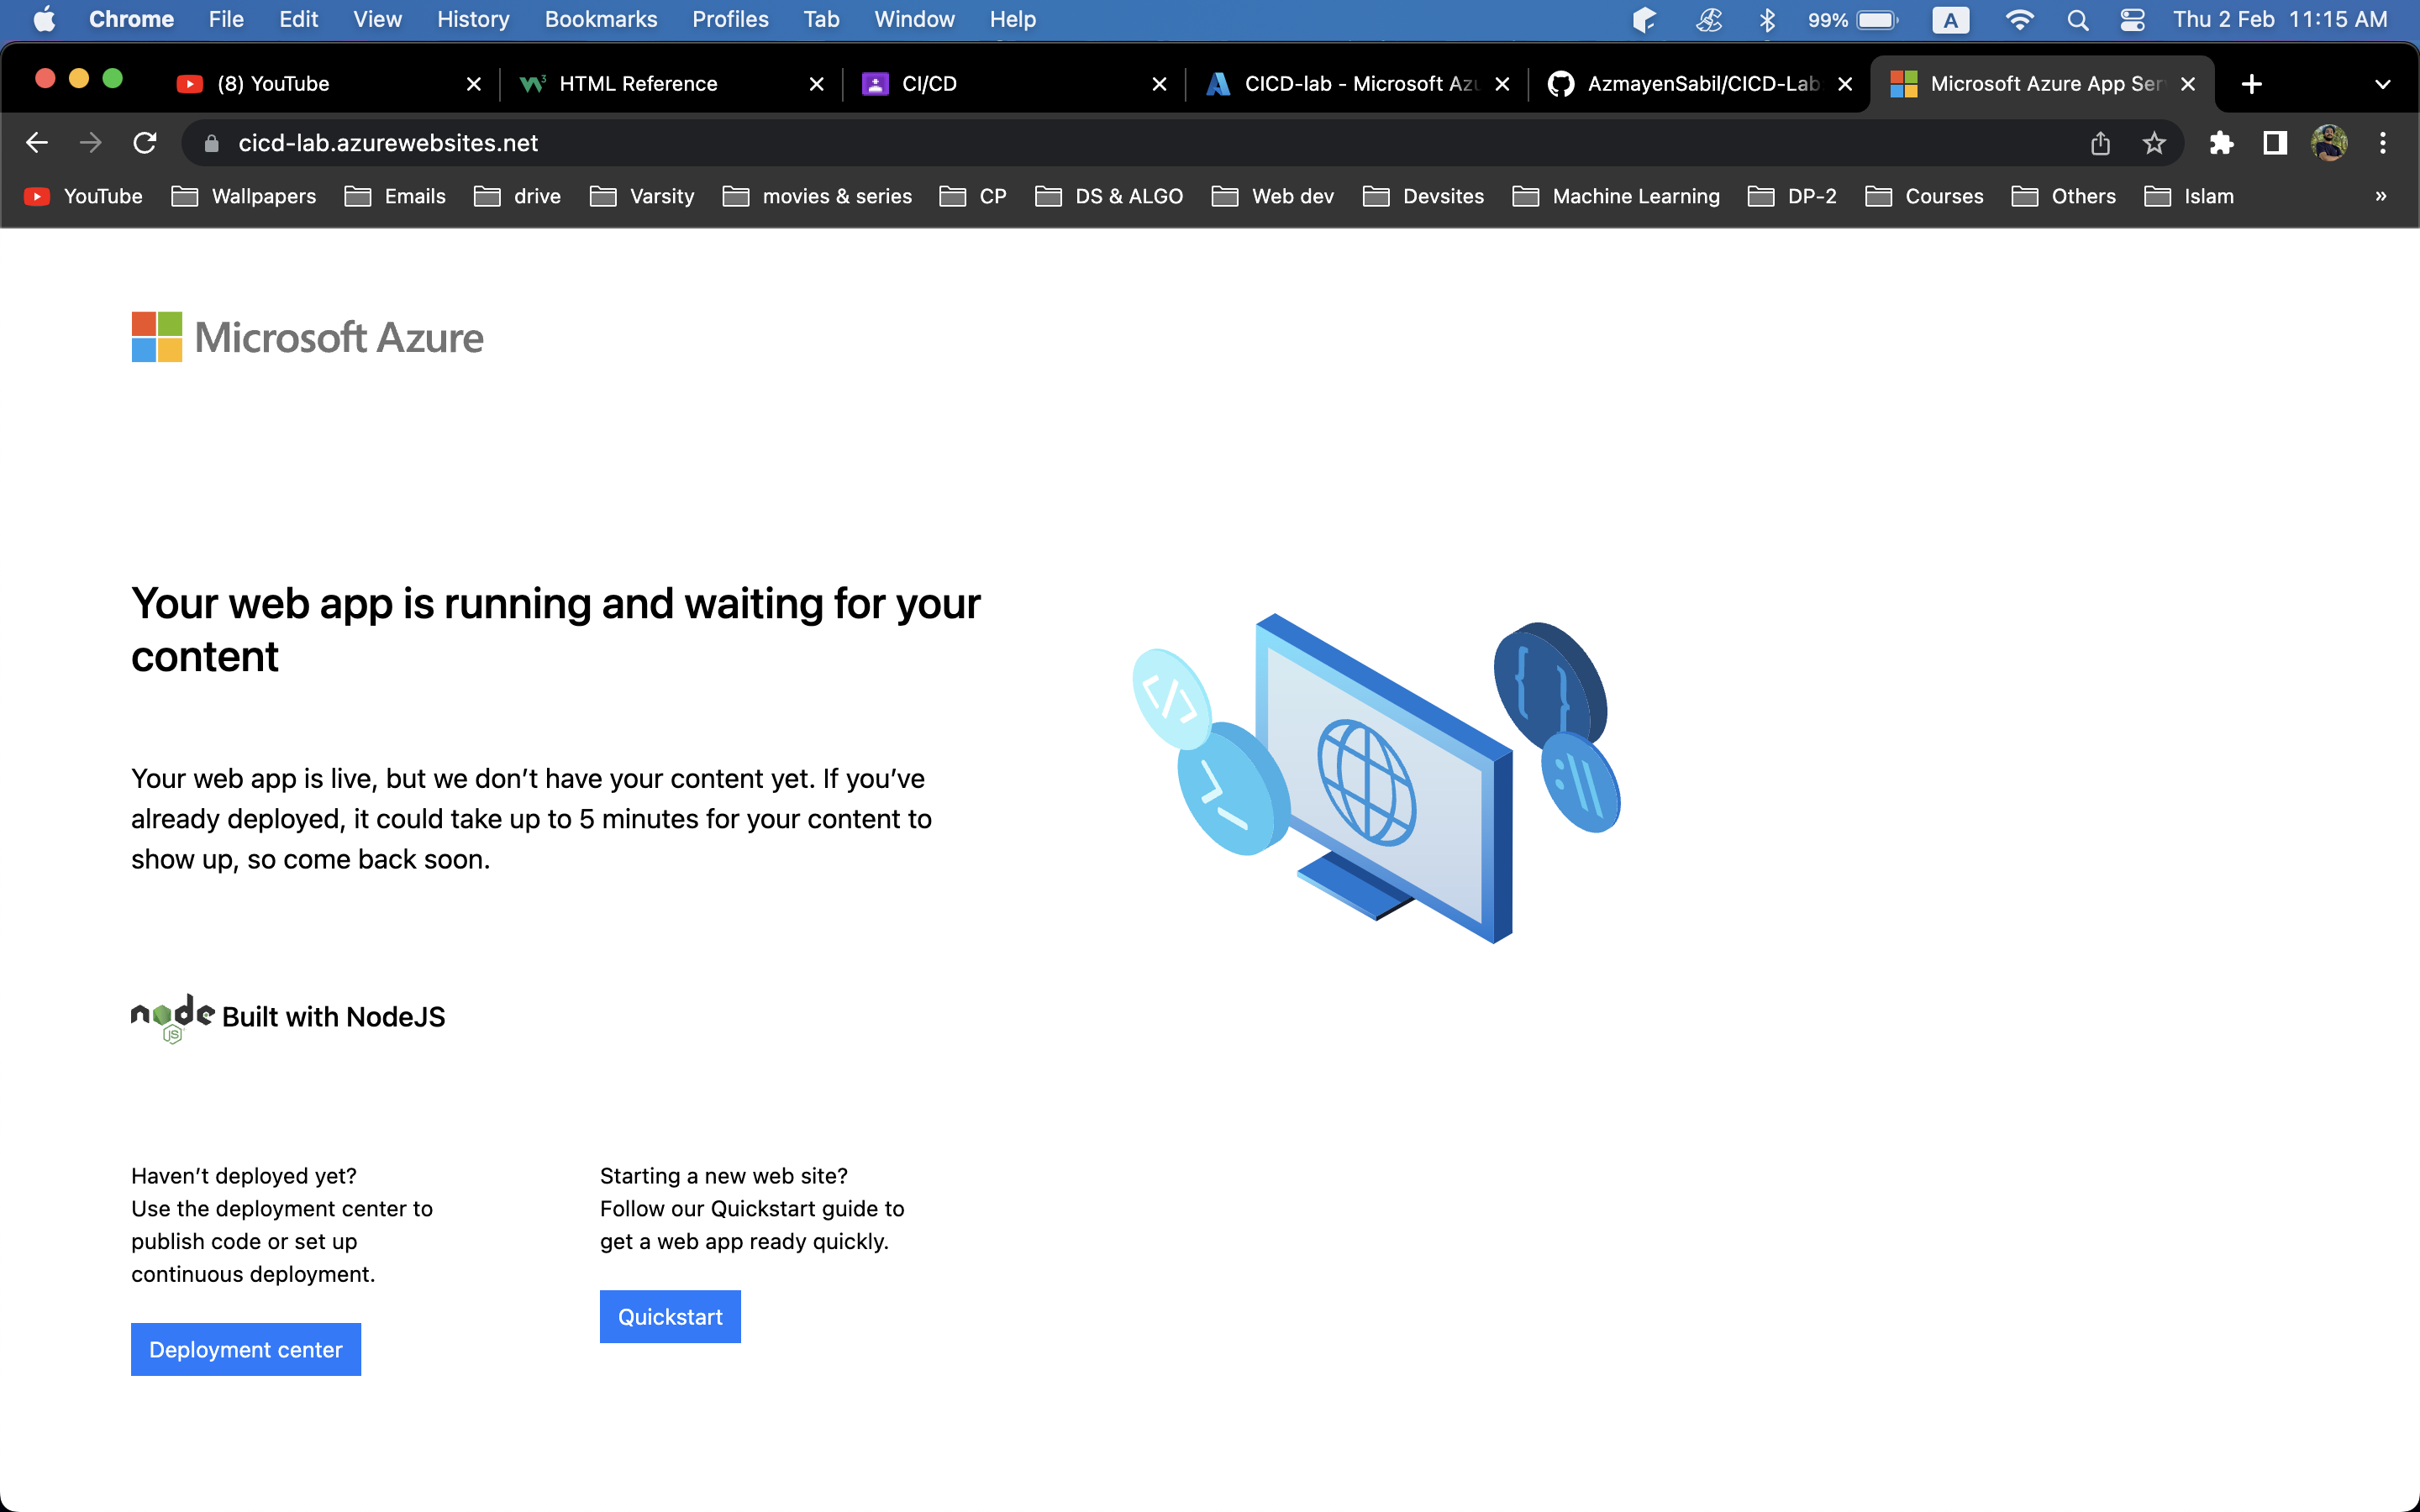 Chrome File Edit View History Bookmarks Profiles Tab Window Help 99% A Thu 2 Feb 11:15 AM
(8) YouTube HTML Reference CI/CD CICD-lab - Microsoft Azu AzmayenSabil/CICD-Lab Microsoft Azure App Ser
cicd-lab.azurewebsites.net
YouTube Wallpapers Emails drive Varsity movies & series CP DS & ALGO Web dev Devsites Machine Learning DP-2 Courses Others Islam »
Microsoft Azure
Your web app is running and waiting for your
content
Your web app is live, but we don’t have your content yet. If you’ve
already deployed, it could take up to 5 minutes for your content to
show up, so come back soon.
node JS Built with NodeJS
Haven’t deployed yet?
Use the deployment center to
publish code or set up
continuous deployment.
Deployment center
Starting a new web site?
Follow our Quickstart guide to
get a web app ready quickly.
Quickstart